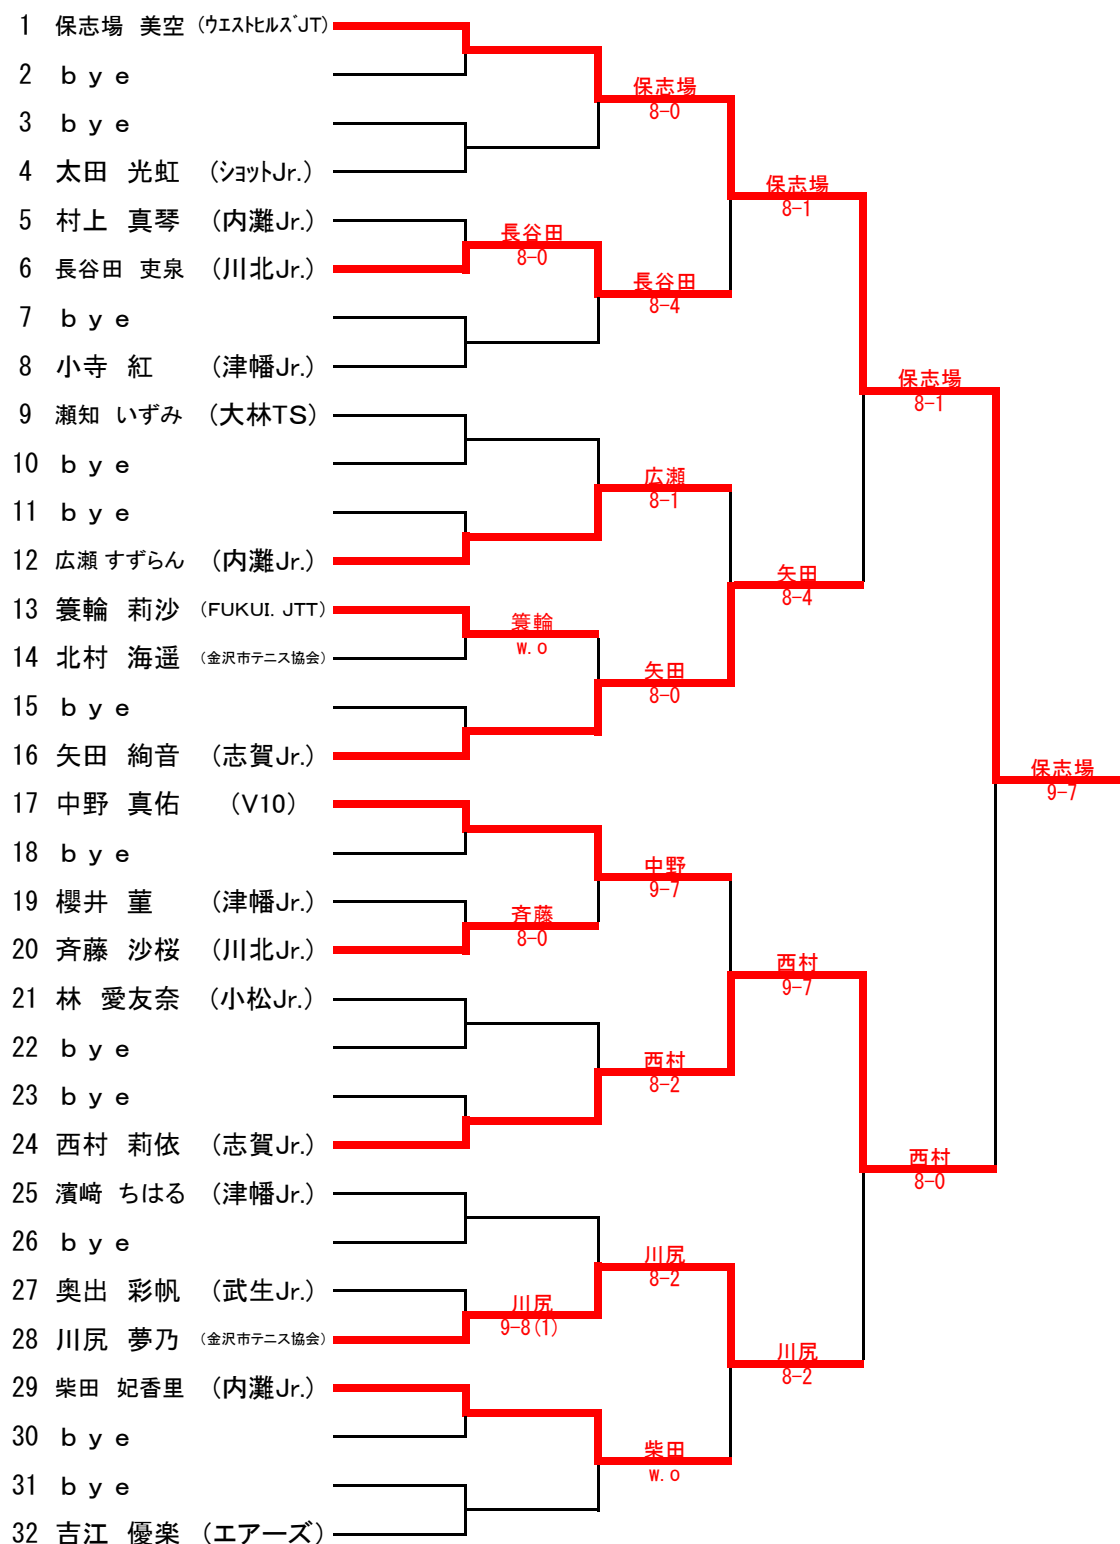 1 保志場 美空 (ウエストヒルズJT)
2 ｂｙｅ
保志場
8-0
3 ｂｙｅ
4 太田 光虹 (ショットJr.)
保志場
8-1
5 村上 真琴 (内灘Jr.)
長谷田
8-0
6 長谷田 吏泉 (川北Jr.)
長谷田
8-4
7 ｂｙｅ
8 小寺 紅 (津幡Jr.)
保志場
8-1
9 瀬知 いずみ (大林TS)
10 ｂｙｅ
広瀬
8-1
11 ｂｙｅ
12 広瀬 すずらん (内灘Jr.)
矢田
8-4
13 簑輪 莉沙 (FUKUI. JTT)
簑輪
w.o
14 北村 海遥 (金沢市テニス協会)
矢田
8-0
15 ｂｙｅ
16 矢田 絢音 (志賀Jr.)
保志場
9-7
17 中野 真佑 (V10)
18 ｂｙｅ
中野
9-7
19 櫻井 菫 (津幡Jr.)
斉藤
8-0
20 斉藤 沙桜 (川北Jr.)
西村
9-7
21 林 愛友奈 (小松Jr.)
22 ｂｙｅ
西村
8-2
23 ｂｙｅ
24 西村 莉依 (志賀Jr.)
西村
8-0
25 濱﨑 ちはる (津幡Jr.)
26 ｂｙｅ
川尻
8-2
27 奥出 彩帆 (武生Jr.)
川尻
9-8(1)
28 川尻 夢乃 (金沢市テニス協会)
川尻
8-2
29 柴田 妃香里 (内灘Jr.)
30 ｂｙｅ
柴田
w.o
31 ｂｙｅ
32 吉江 優楽 (エアーズ)